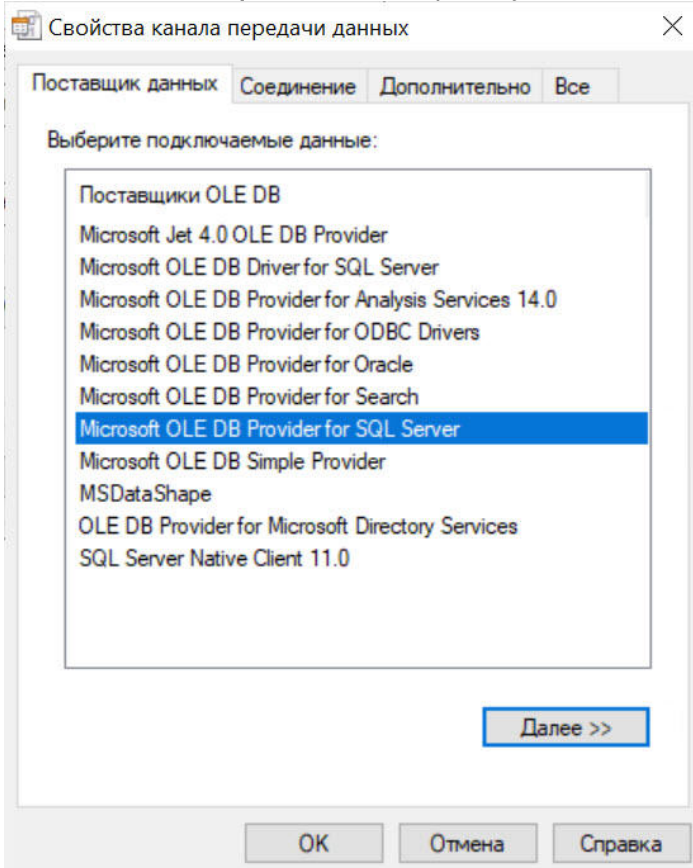 Свойства канала передачи данных
Поставщик данных Соединение Дополнительно Все
Выберите подключаемые данные:
Поставщики OLE DB
Microsoft Jet 4.0 OLE DB Provider
Microsoft OLE DB Driver for SQL Server
Microsoft OLE DB Provider for Analysis Services 14.0
Microsoft OLE DB Provider for ODBC Drivers
Microsoft OLE DB Provider for Oracle
Microsoft OLE DB Provider for Search
Microsoft OLE DB Provider for SQL Server
Microsoft OLE DB Simple Provider
MSDataShape
OLE DB Provider for Microsoft Directory Services
SQL Server Native Client 11.0
Далее >>
OK Отмена Справка